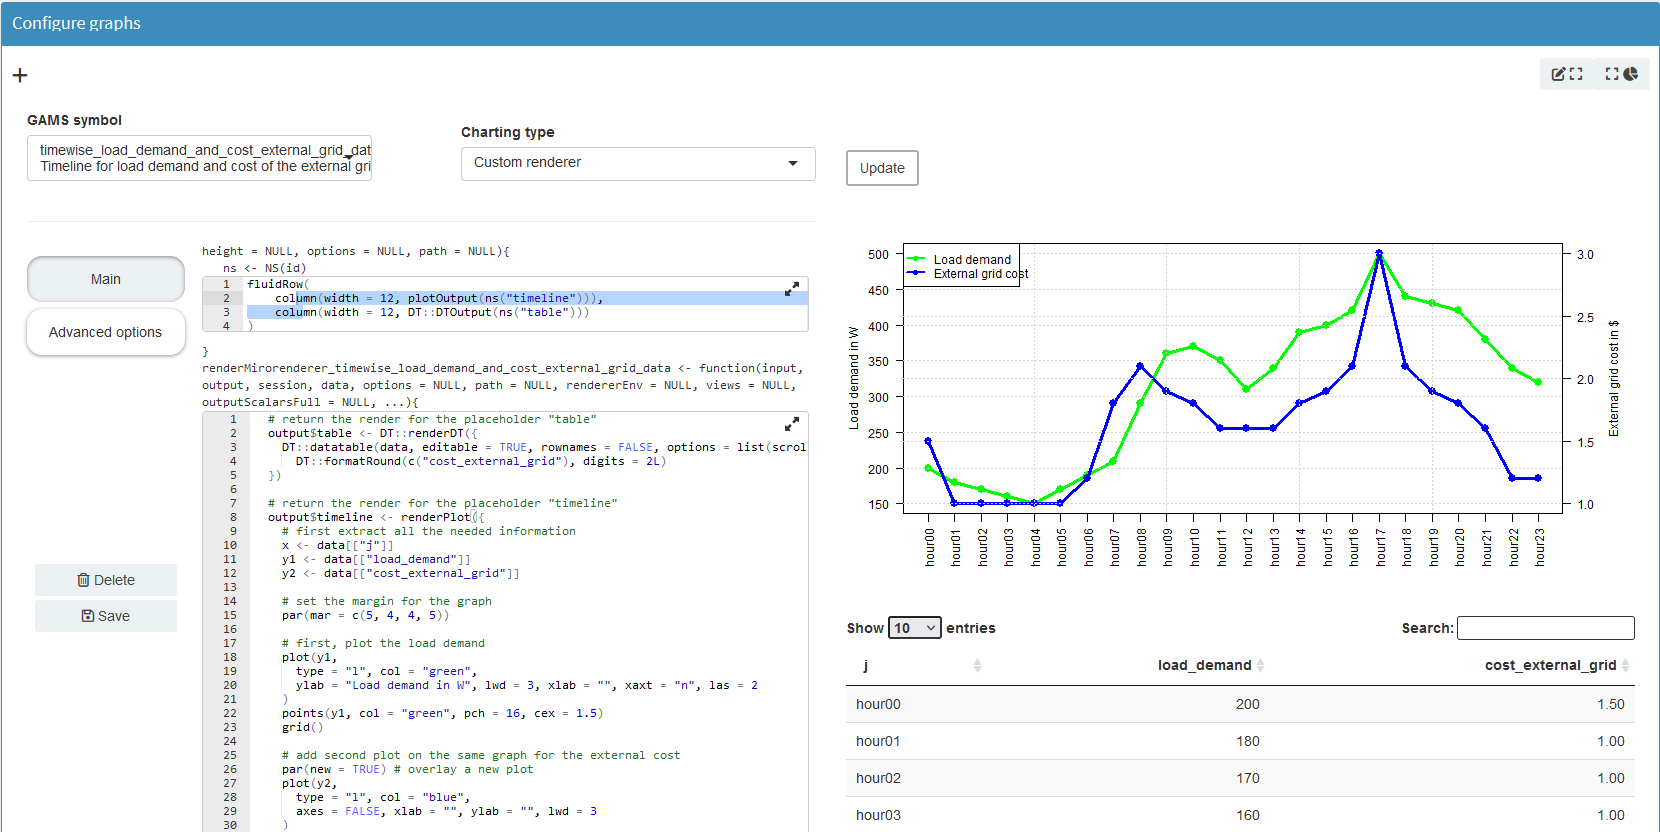 Configure graphs
+
GAMS symbol
timewise_load_demand_and_cost_external_grid_dat
Timeline for load demand and cost of the external gri
Charting type
Custom renderer
Update
Main
Advanced options
Delete
Save
height = NULL, options = NULL, path = NULL){
ns <- NS(id)
1 fluidRow(
2 column(width = 12, plotOutput(ns("timeline"))),
3 column(width = 12, DT::DTOutput(ns("table")))
4 )
}
renderMirorenderer_timewise_load_demand_and_cost_external_grid_data <- function(input,
output, session, data, options = NULL, path = NULL, rendererEnv = NULL, views = NULL,
outputScalarsFull = NULL, ...){
1 # return the render for the placeholder "table"
2 output$table <- DT::renderDT({
3 DT::datatable(data, editable = TRUE, rownames = FALSE, options = list(scrol
4 DT::formatRound(c("cost_external_grid"), digits = 2L)
5 })
6
7 # return the render for the placeholder "timeline"
8 output$timeline <- renderPlot({
9 # first extract all the needed information
10 x <- data[["j"]]
11 y1 <- data[["load_demand"]]
12 y2 <- data[["cost_external_grid"]]
13
14 # set the margin for the graph
15 par(mar = c(5, 4, 4, 5))
16
17 # first, plot the load demand
18 plot(y1,
19 type = "l", col = "green",
20 ylab = "Load demand in W", lwd = 3, xlab = "", xaxt = "n", las = 2
21 )
22 points(y1, col = "green", pch = 16, cex = 1.5)
23 grid()
24
25 # add second plot on the same graph for the external cost
26 par(new = TRUE) # overlay a new plot
27 plot(y2,
28 type = "l", col = "blue",
29 axes = FALSE, xlab = "", ylab = "", lwd = 3
30 )
Load demand
External grid cost
Load demand in W
500
450
400
350
300
250
200
150
3.0
2.5
2.0
1.5
1.0
External grid cost in $
hour00 hour01 hour02 hour03 hour04 hour05 hour06 hour07 hour08 hour09 hour10 hour11 hour12 hour13 hour14 hour15 hour16 hour17 hour18 hour19 hour20 hour21 hour22 hour23
Show 10 entries
Search:
j load_demand cost_external_grid
hour00 200 1.50
hour01 180 1.00
hour02 170 1.00
hour03 160 1.00